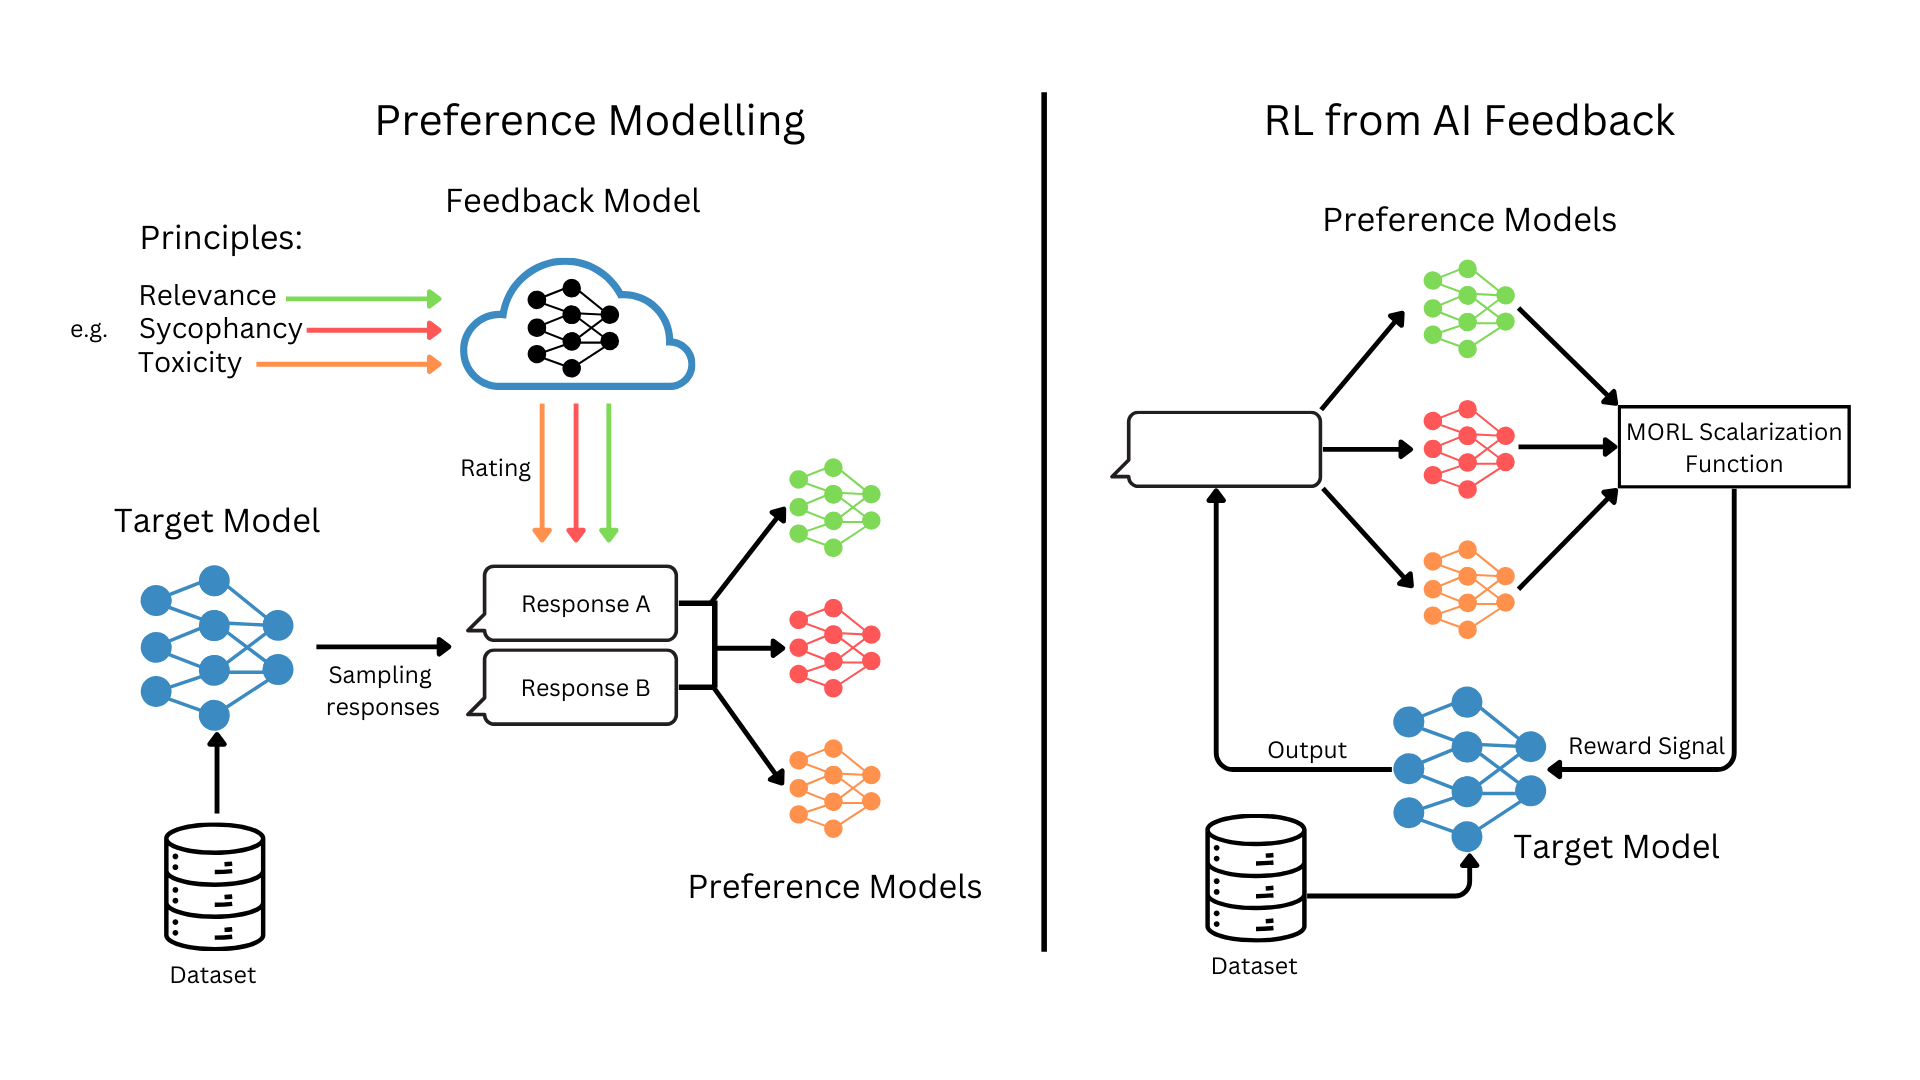 Preference Modelling
Feedback Model
Principles:
Relevance
e.g. Sycophancy
Toxicity
Rating
Target Model
Sampling
responses
Response A
Response B
Preference Models
Dataset
RL from AI Feedback
Preference Models
MORL Scalarization
Function
Output
Reward Signal
Target Model
Dataset